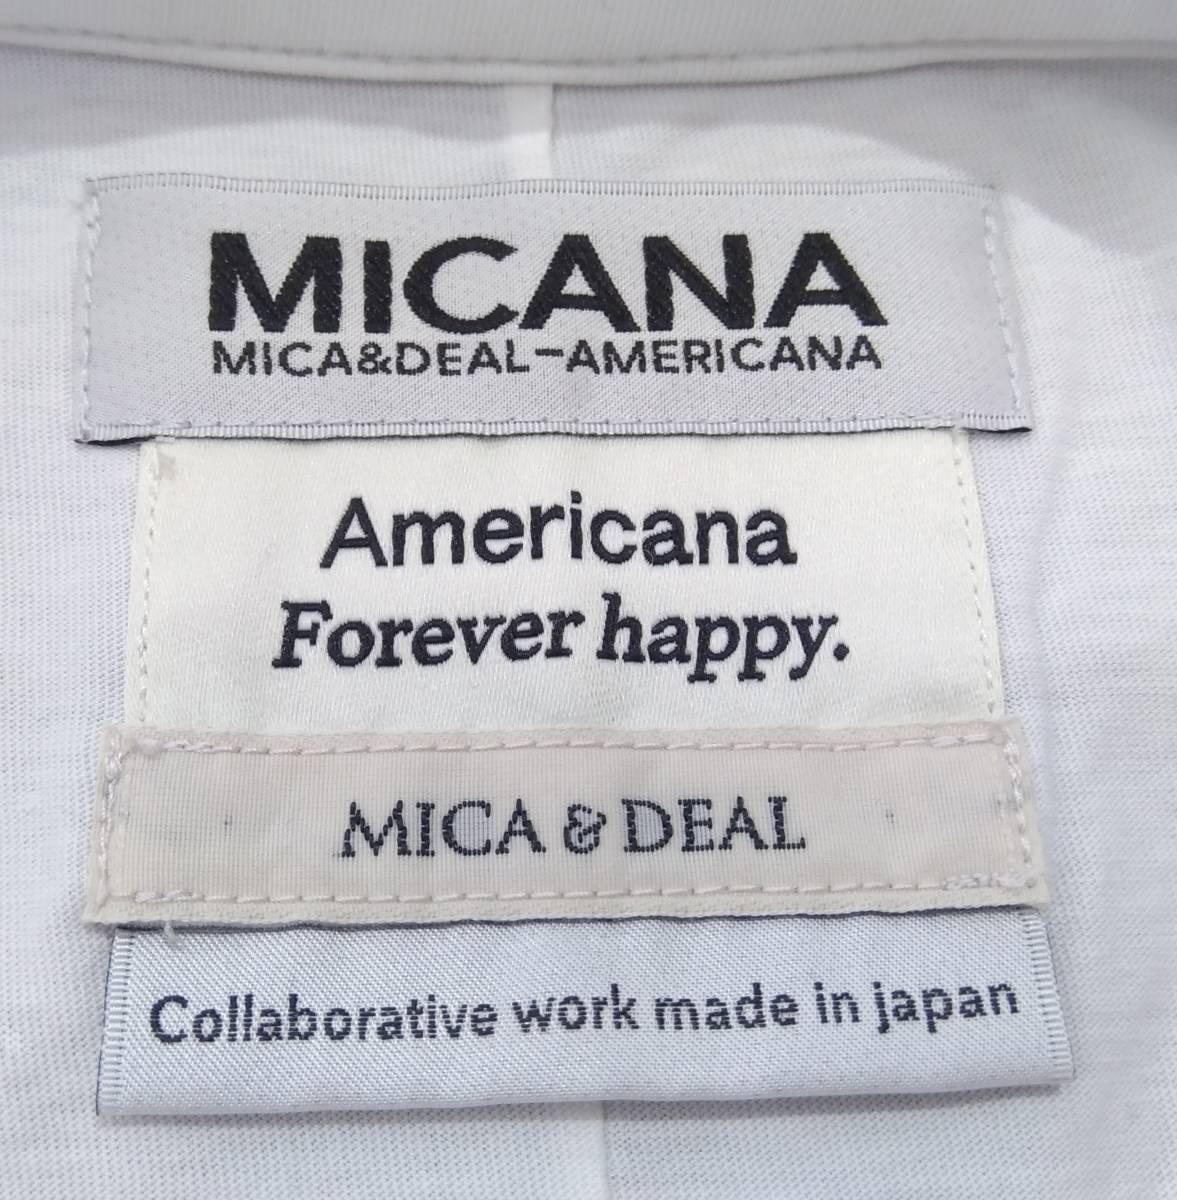 MICANA
MICA&DEAL-AMERICANA
Americana
Forever happy.
MICA & DEAL
Collaborative work made in japan